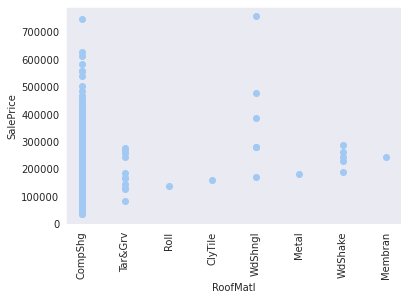 700000
600000
500000
400000
300000
200000
100000
0
SalePrice
CompShg
Tar&Grv
Roll
ClyTile
WdShngl
Metal
WdShake
Membran
RoofMatl